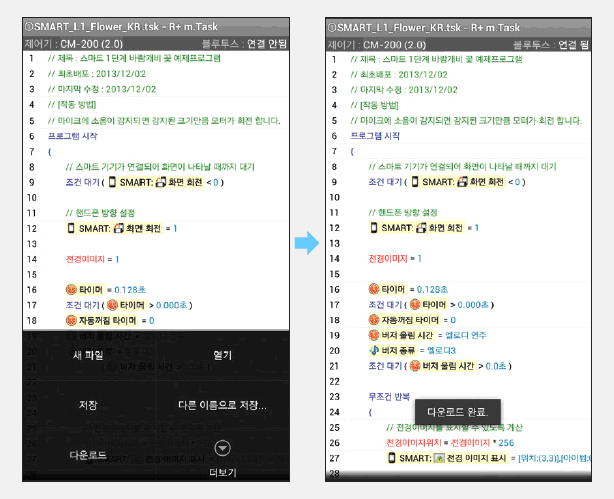 ①SMART_L1_Flower_KR.tsk - R+ m.Task
제어기 : CM-200 (2.0) 블루투스 : 연결 안됨
1 // 제목 : 스마트 1단계 바람개비 꽃 예제프로그램
2 // 최초배포 : 2013/12/02
3 // 마지막 수정 : 2013/12/02
4 // [작동 방법]
5 // 마이크에 소음이 감지되면 감지된 크기만큼 모터가 회전 합니다.
6 프로그램 시작
7 {
8 // 스마트 기기가 연결되어 화면이 나타날 때까지 대기
9 조건 대기 ( SMART: 화면 회전 < 0 )
10
11 // 핸드폰 방향 설정
12 SMART: 화면 회전 = 1
13
14 전경이미지 = 1
15
16 타이머 = 0.128초
17 조건 대기 ( 타이머 > 0.000초 )
18 자동꺼짐 타이머 = 0
새 파일 열기
저장 다른 이름으로 저장...
다운로드 더보기
①SMART_L1_Flower_KR.tsk - R+ m.Task
제어기 : CM-200 (2.0) 블루투스 : 연결 됨
1 // 제목 : 스마트 1단계 바람개비 꽃 예제프로그램
2 // 최초배포 : 2013/12/02
3 // 마지막 수정 : 2013/12/02
4 // [작동 방법]
5 // 마이크에 소음이 감지되면 감지된 크기만큼 모터가 회전 합니다.
6 프로그램 시작
7 {
8 // 스마트 기기가 연결되어 화면이 나타날 때까지 대기
9 조건 대기 ( SMART: 화면 회전 < 0 )
10
11 // 핸드폰 방향 설정
12 SMART: 화면 회전 = 1
13
14 전경이미지 = 1
15
16 타이머 = 0.128초
17 조건 대기 ( 타이머 > 0.000초 )
18 자동꺼짐 타이머 = 0
19 버저 울림 시간 = 멜로디 연주
20 버저 종류 = 멜로디3
21 조건 대기 ( 버저 울림 시간 > 0.0초 )
22
23 무조건 반복
24 {
다운로드 완료.
25 // 전경이미지를 표시할 수 있도록 계산
26 전경이미지위치 = 전경이미지 * 256
27 SMART: 전경 이미지 표시 = [위치:(3,3)],[아이템:
28